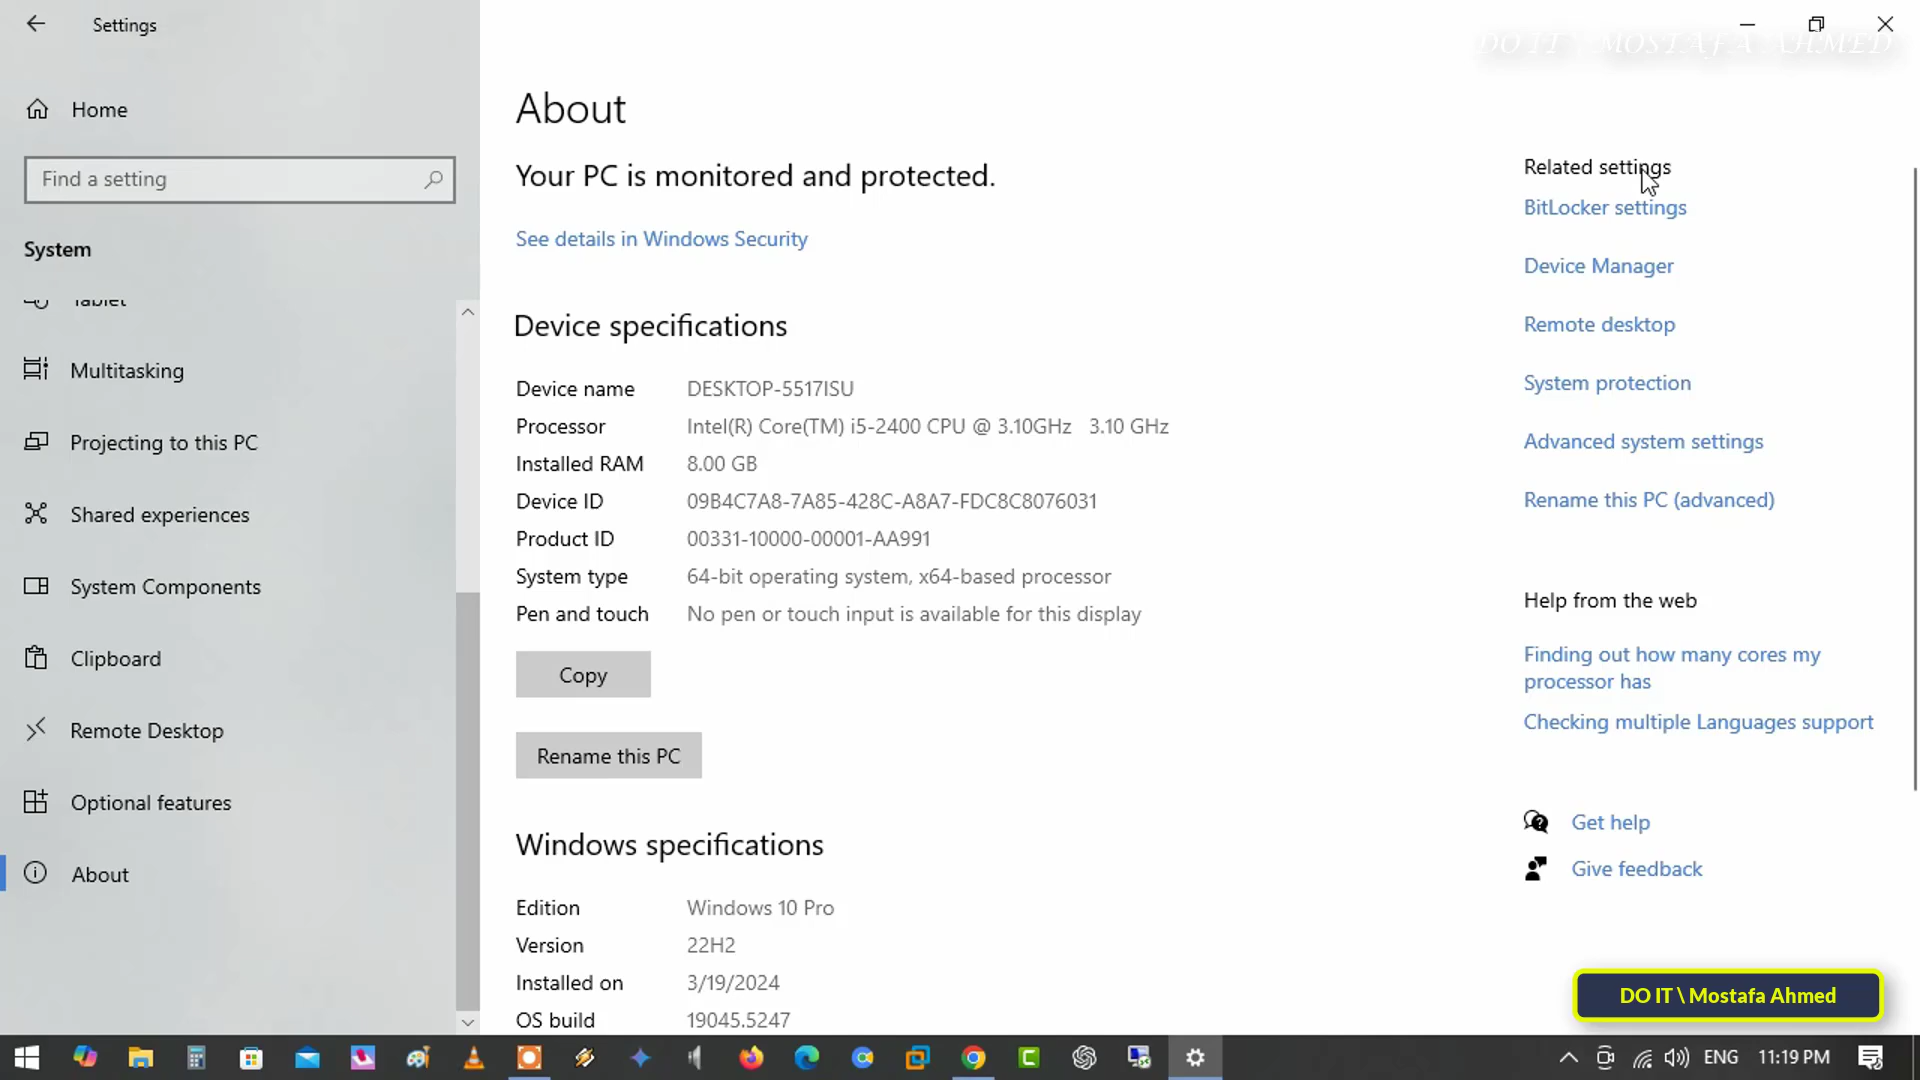 Settings
DO IT \ MOSTAFA AHMED
Home
Find a setting
System
Tablet
Multitasking
Projecting to this PC
Shared experiences
System Components
Clipboard
Remote Desktop
Optional features
About
About
Your PC is monitored and protected.
See details in Windows Security
Device specifications
Device name DESKTOP-5517ISU
Processor Intel(R) Core(TM) i5-2400 CPU @ 3.10GHz 3.10 GHz
Installed RAM 8.00 GB
Device ID 09B4C7A8-7A85-428C-A8A7-FDC8C8076031
Product ID 00331-10000-00001-AA991
System type 64-bit operating system, x64-based processor
Pen and touch No pen or touch input is available for this display
Copy
Rename this PC
Windows specifications
Edition Windows 10 Pro
Version 22H2
Installed on 3/19/2024
OS build 19045.5247
Related settings
BitLocker settings
Device Manager
Remote desktop
System protection
Advanced system settings
Rename this PC (advanced)
Help from the web
Finding out how many cores my
processor has
Checking multiple Languages support
Get help
Give feedback
DO IT \ Mostafa Ahmed
ENG 11:19 PM